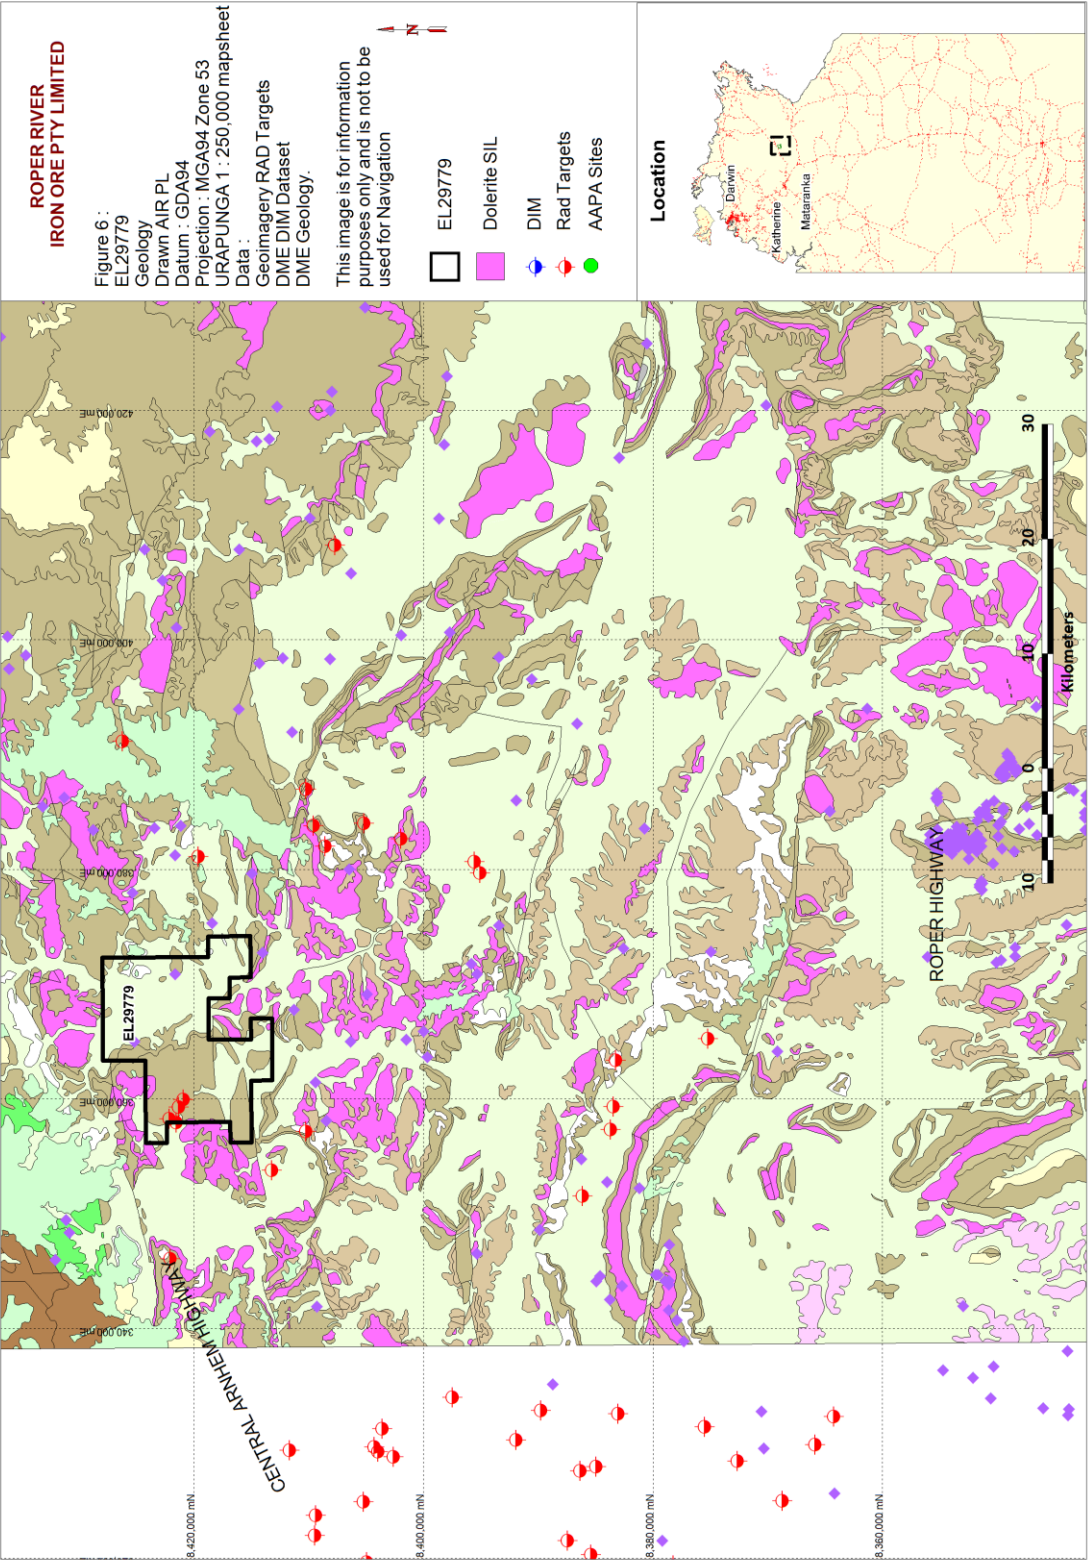 ROPER RIVER
IRON ORE PTY LIMITED
Figure 6 :
EL29779
Geology
Drawn AIR PL
Datum : GDA94
Projection : MGA94 Zone 53
URAPUNGA 1 : 250,000 mapsheet
Data :
Geoimagery RAD Targets
DME DIM Dataset
DME Geology.
This image is for information
purposes only and is not to be
used for Navigation
N
EL29779
Dolerite SIL
DIM
Rad Targets
AAPA Sites
Location
Darwin
Katherine
Mataranka
EL29779
CENTRAL ARNHEM HIGHWAY
ROPER HIGHWAY
340,000 mE
360,000 mE
380,000 mE
400,000 mE
420,000 mE
8,420,000 mN
8,400,000 mN
8,380,000 mN
8,360,000 mN
10
0
10
20
30
Kilometers